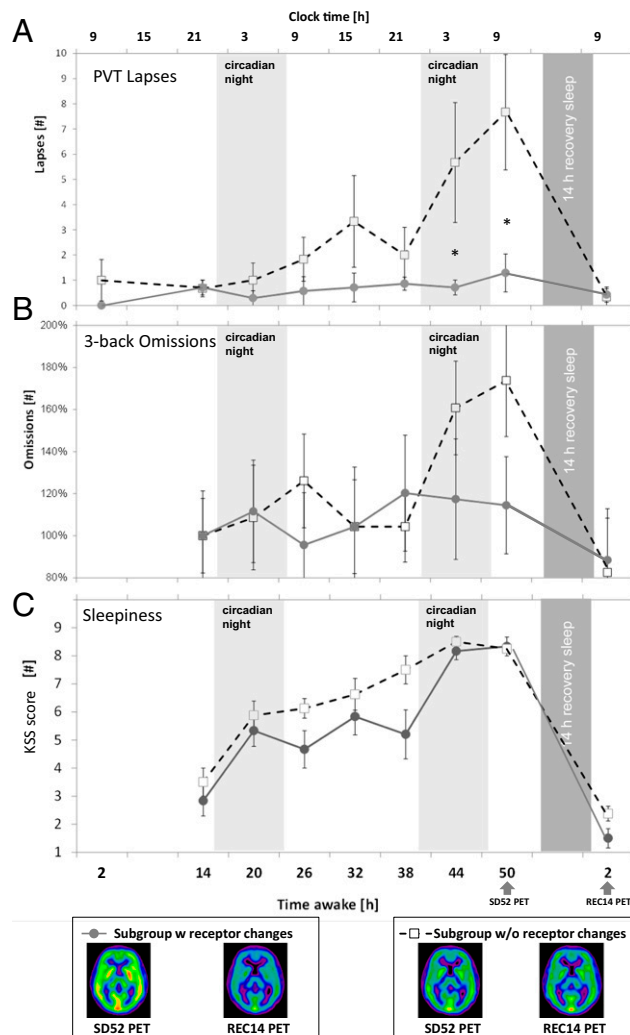 Clock time [h]
A
9 15 21 3 9 15 21 3 9 9
10
9
8
7
6
5
4
3
2
1
0
Lapses [#]
PVT Lapses
circadian
night
circadian
night
14 h recovery sleep
*
*
B
200%
180%
160%
140%
120%
100%
80%
Omissions [#]
3-back Omissions
circadian
night
circadian
night
14 h recovery sleep
C
9
8
7
6
5
4
3
2
1
KSS score [#]
Sleepiness
circadian
night
circadian
night
14 h recovery sleep
2 14 20 26 32 38 44 50 2
Time awake [h]
SD52 PET
REC14 PET
Subgroup w receptor changes
SD52 PET REC14 PET
Subgroup w/o receptor changes
SD52 PET REC14 PET